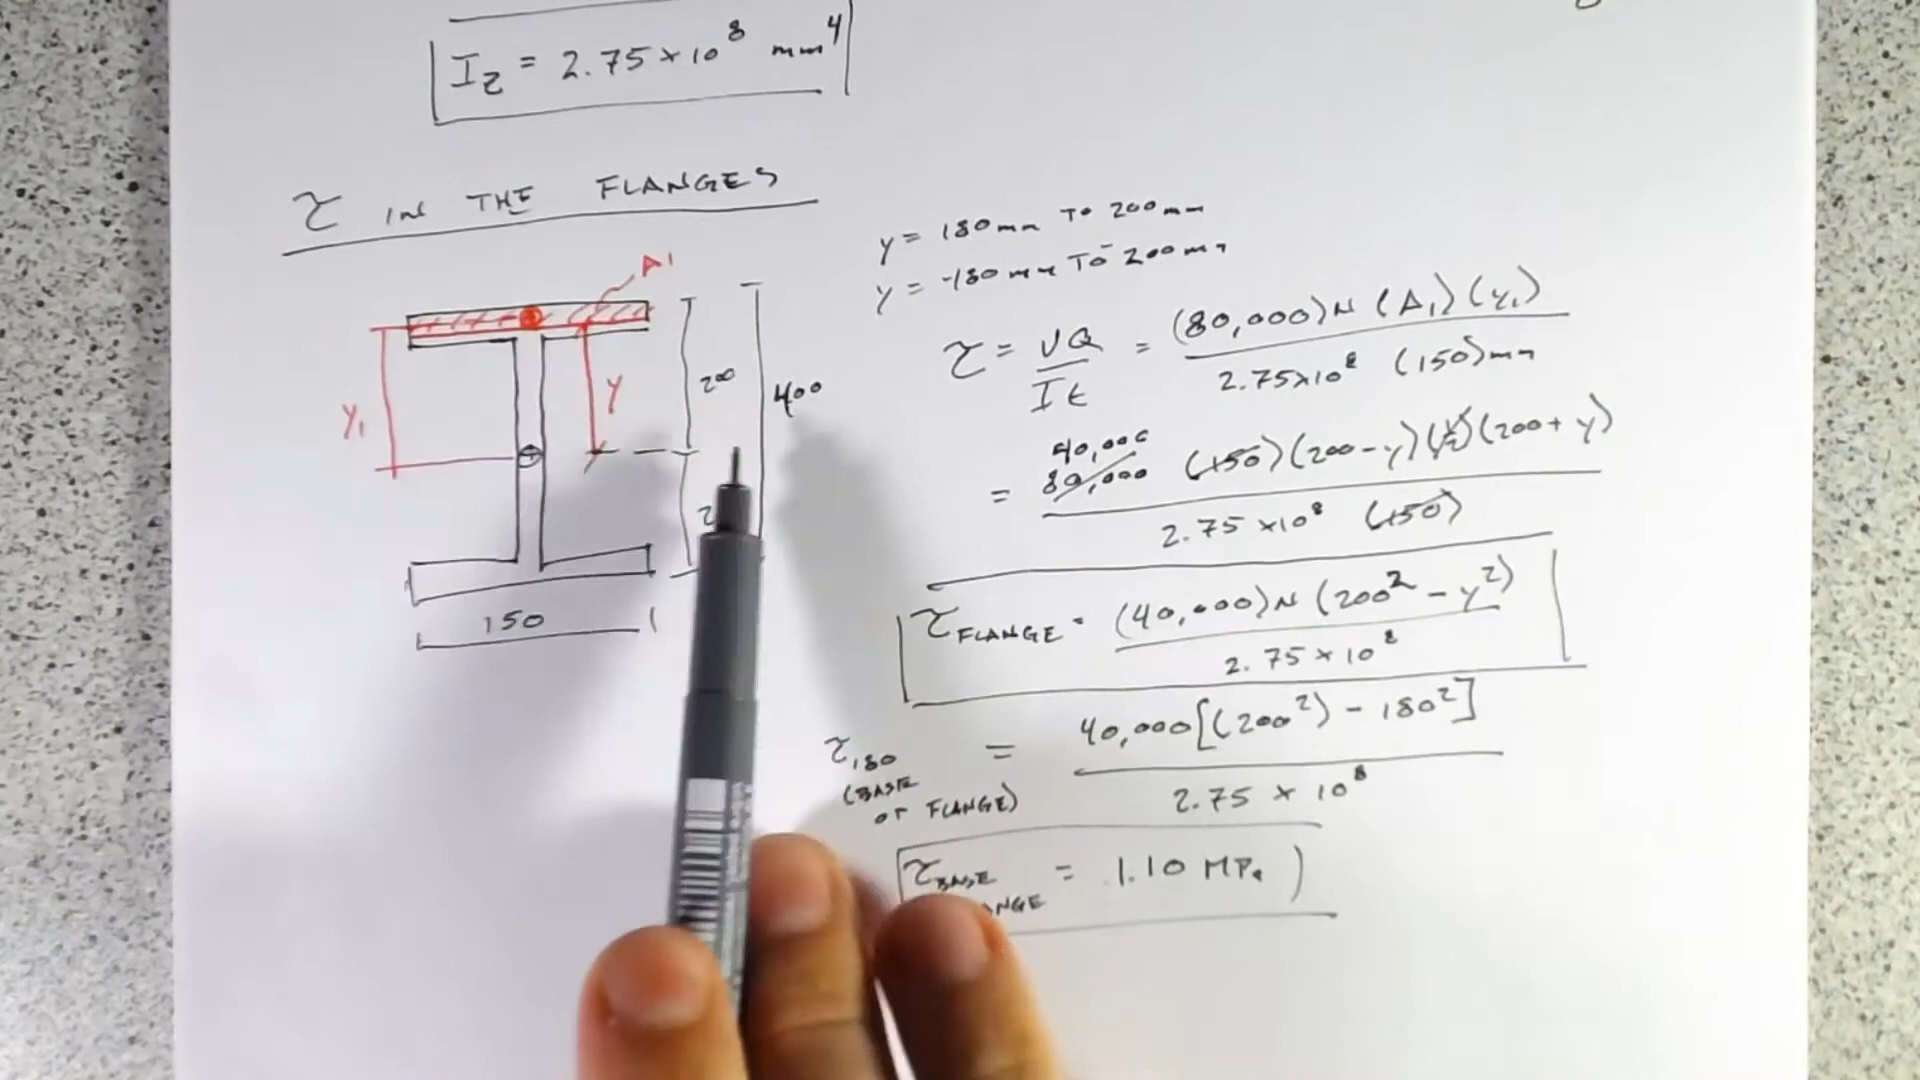 I_Z = 2.75 × 10^8 mm^4
τ IN THE FLANGES
A1
Y1
Y
200
400
150
y = 180mm TO 200mm
y = -180mm TO -200mm
τ = VQ / It = (80,000)N (A1)(y1) / 2.75×10^8 (150)mm
40,000
= 80,000 (150)(200-y)(1/2)(200+y) / 2.75×10^8 (150)
τ_FLANGE = (40,000)N (200^2 - y^2) / 2.75×10^8
τ_180 = 40,000[(200^2) - 180^2] / 2.75 × 10^8
(BASE
OF FLANGE)
τ_BASE = 1.10 MPa